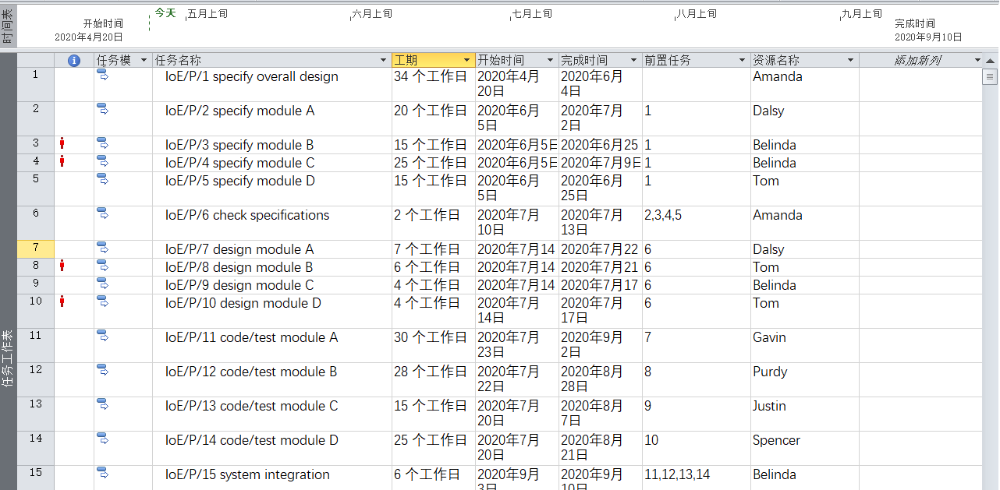 时间表
今天
五月上旬
六月上旬
七月上旬
八月上旬
九月上旬
开始时间
2020年4月20日
完成时间
2020年9月10日
任务工作表
任务模 任务名称 工期 开始时间 完成时间 前置任务 资源名称 添加新列
1 IoE/P/1 specify overall design 34 个工作日 2020年4月 2020年6月 Amanda
20日 4日
2 IoE/P/2 specify module A 20 个工作日 2020年6月 2020年7月 1 Dalsy
5日 2日
3 IoE/P/3 specify module B 15 个工作日 2020年6月5日 2020年6月25 1 Belinda
4 IoE/P/4 specify module C 25 个工作日 2020年6月5日 2020年7月9日 1 Belinda
5 IoE/P/5 specify module D 15 个工作日 2020年6月 2020年6月 1 Tom
5日 25日
6 IoE/P/6 check specifications 2 个工作日 2020年7月 2020年7月 2,3,4,5 Amanda
10日 13日
7 IoE/P/7 design module A 7 个工作日 2020年7月14 2020年7月22 6 Dalsy
8 IoE/P/8 design module B 6 个工作日 2020年7月14 2020年7月21 6 Tom
9 IoE/P/9 design module C 4 个工作日 2020年7月14 2020年7月17 6 Belinda
10 IoE/P/10 design module D 4 个工作日 2020年7月 2020年7月 6 Tom
14日 17日
11 IoE/P/11 code/test module A 30 个工作日 2020年7月 2020年9月 7 Gavin
23日 2日
12 IoE/P/12 code/test module B 28 个工作日 2020年7月 2020年8月 8 Purdy
22日 28日
13 IoE/P/13 code/test module C 15 个工作日 2020年7月 2020年8月 9 Justin
20日 7日
14 IoE/P/14 code/test module D 25 个工作日 2020年7月 2020年8月 10 Spencer
20日 21日
15 IoE/P/15 system integration 6 个工作日 2020年9月 2020年9月 11,12,13,14 Belinda
3日 10日